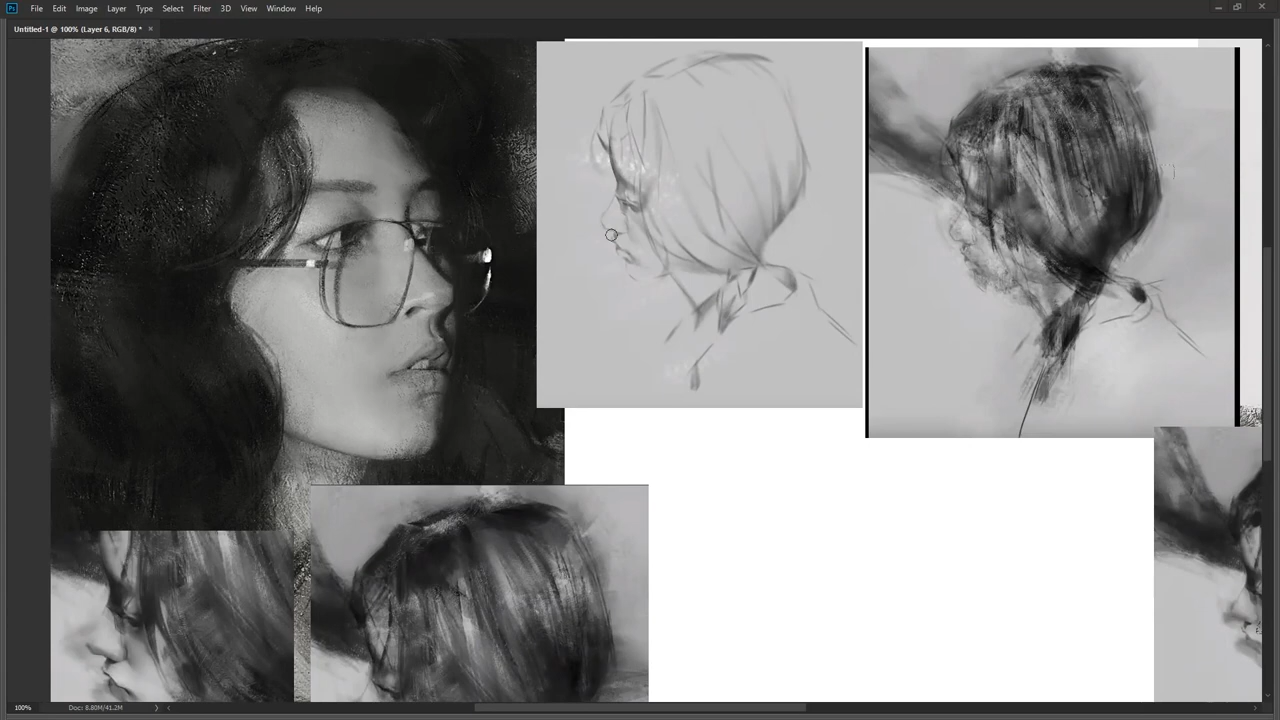 Ps File Edit Image Layer Type Select Filter 3D View Window Help
Untitled-1 @ 100% (Layer 6, RGB/8) *
100% Doc: 8.80M/41.2M